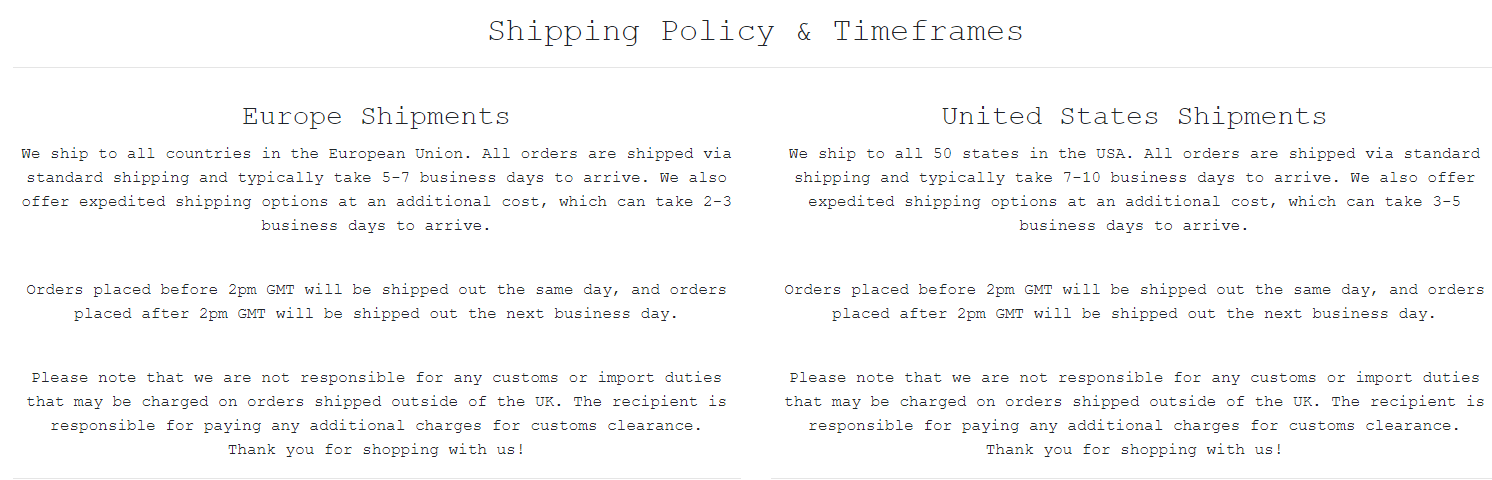 Shipping Policy & Timeframes
Europe Shipments
We ship to all countries in the European Union. All orders are shipped via
standard shipping and typically take 5-7 business days to arrive. We also
offer expedited shipping options at an additional cost, which can take 2-3
business days to arrive.
Orders placed before 2pm GMT will be shipped out the same day, and orders
placed after 2pm GMT will be shipped out the next business day.
Please note that we are not responsible for any customs or import duties
that may be charged on orders shipped outside of the UK. The recipient is
responsible for paying any additional charges for customs clearance.
Thank you for shopping with us!
United States Shipments
We ship to all 50 states in the USA. All orders are shipped via standard
shipping and typically take 7-10 business days to arrive. We also offer
expedited shipping options at an additional cost, which can take 3-5
business days to arrive.
Orders placed before 2pm GMT will be shipped out the same day, and orders
placed after 2pm GMT will be shipped out the next business day.
Please note that we are not responsible for any customs or import duties
that may be charged on orders shipped outside of the UK. The recipient is
responsible for paying any additional charges for customs clearance.
Thank you for shopping with us!